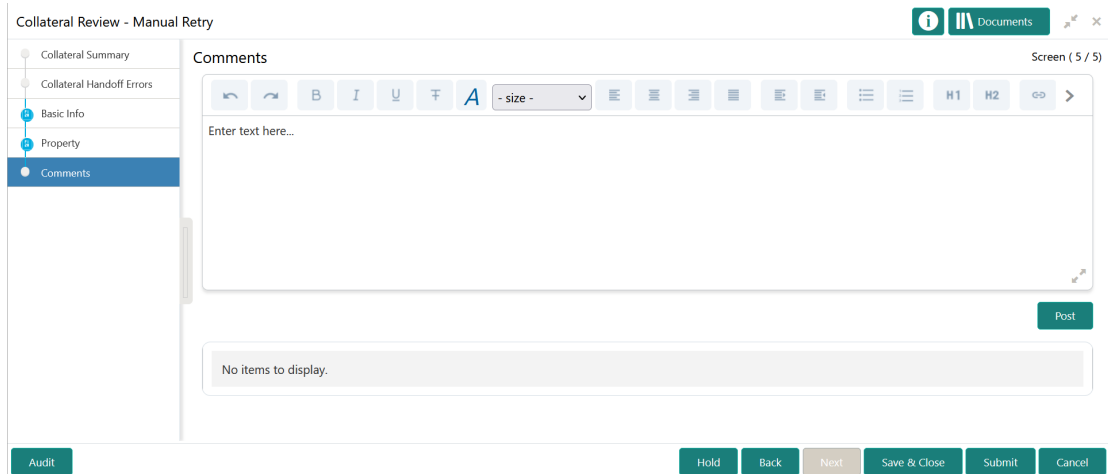 Collateral Review - Manual Retry
i Documents
Collateral Summary
Collateral Handoff Errors
Basic Info
Property
Comments
Comments
Screen ( 5 / 5)
B I U T A - size - H1 H2
Enter text here...
Post
No items to display.
Audit
Hold Back Next Save & Close Submit Cancel